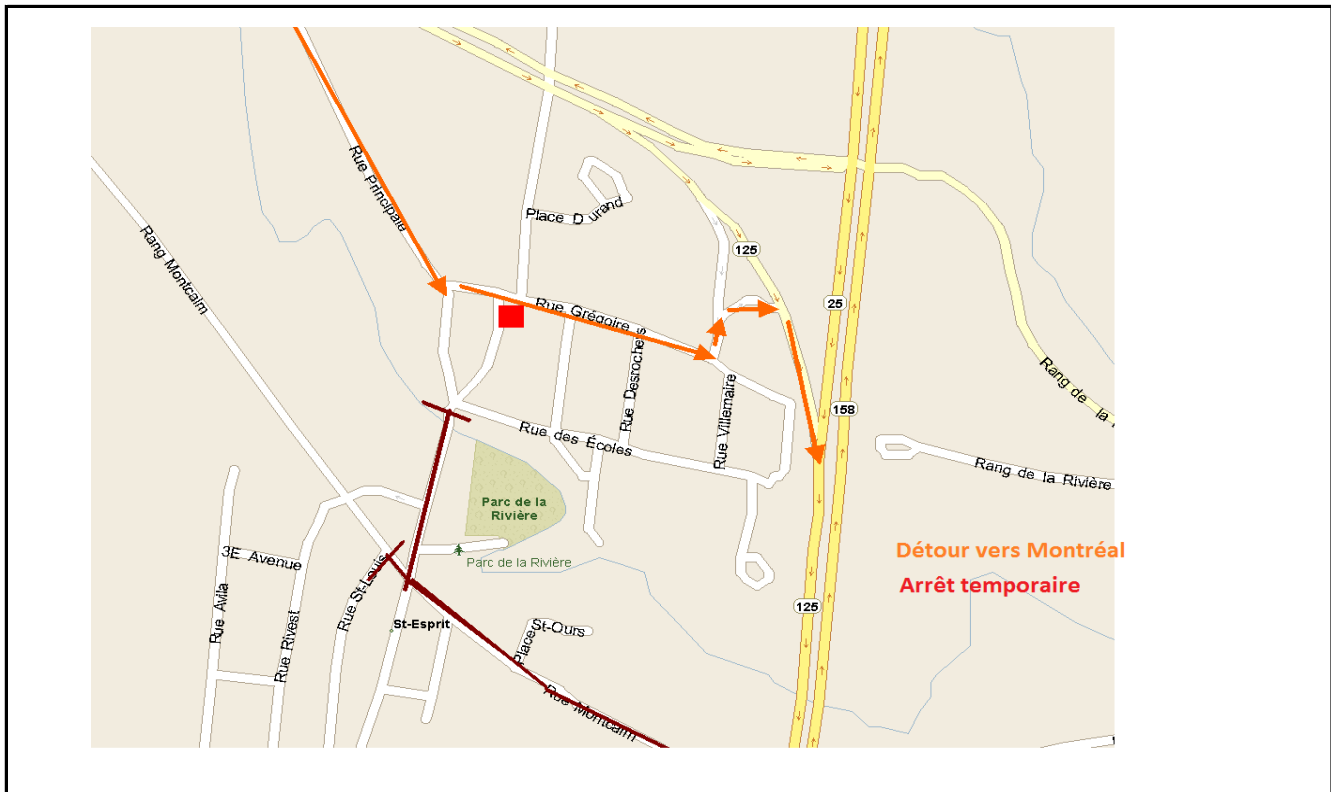 Rue Principale
Rang Montcalm
Place Durand
125
25
Rue Grégoire
Rue Desroches
Rue Villemaire
158
Rang de la
Rue des Écoles
Rang de la Rivière
Parc de la
Rivière
Parc de la Rivière
3E Avenue
Rue Avila
Rue Rivest
Rue St-Louis
St-Esprit
Place St-Ours
Rue Montcalm
125
Détour vers Montréal
Arrêt temporaire